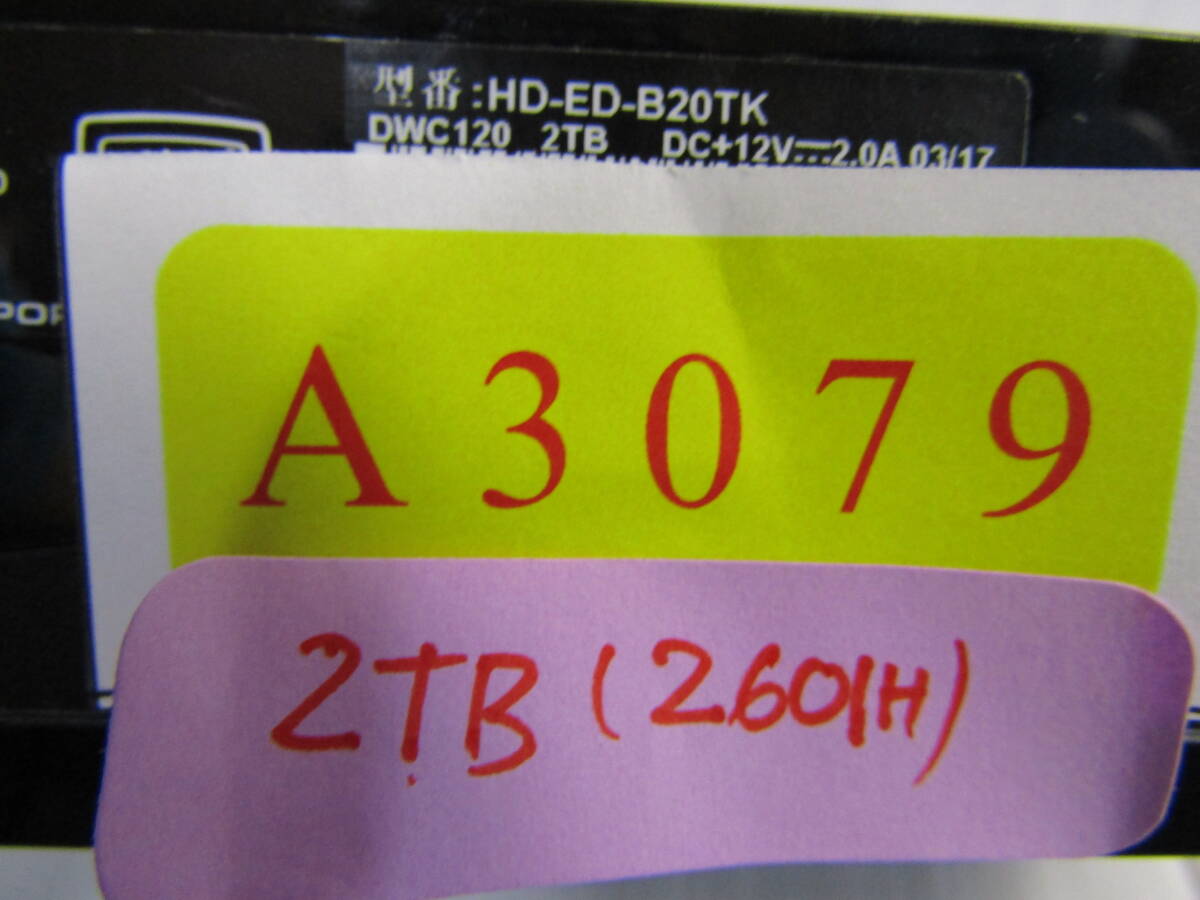 型番:HD-ED-B20TK
DWC120 2TB DC+12V⎓2.0A 03/17
A3079
2TB (2601H)